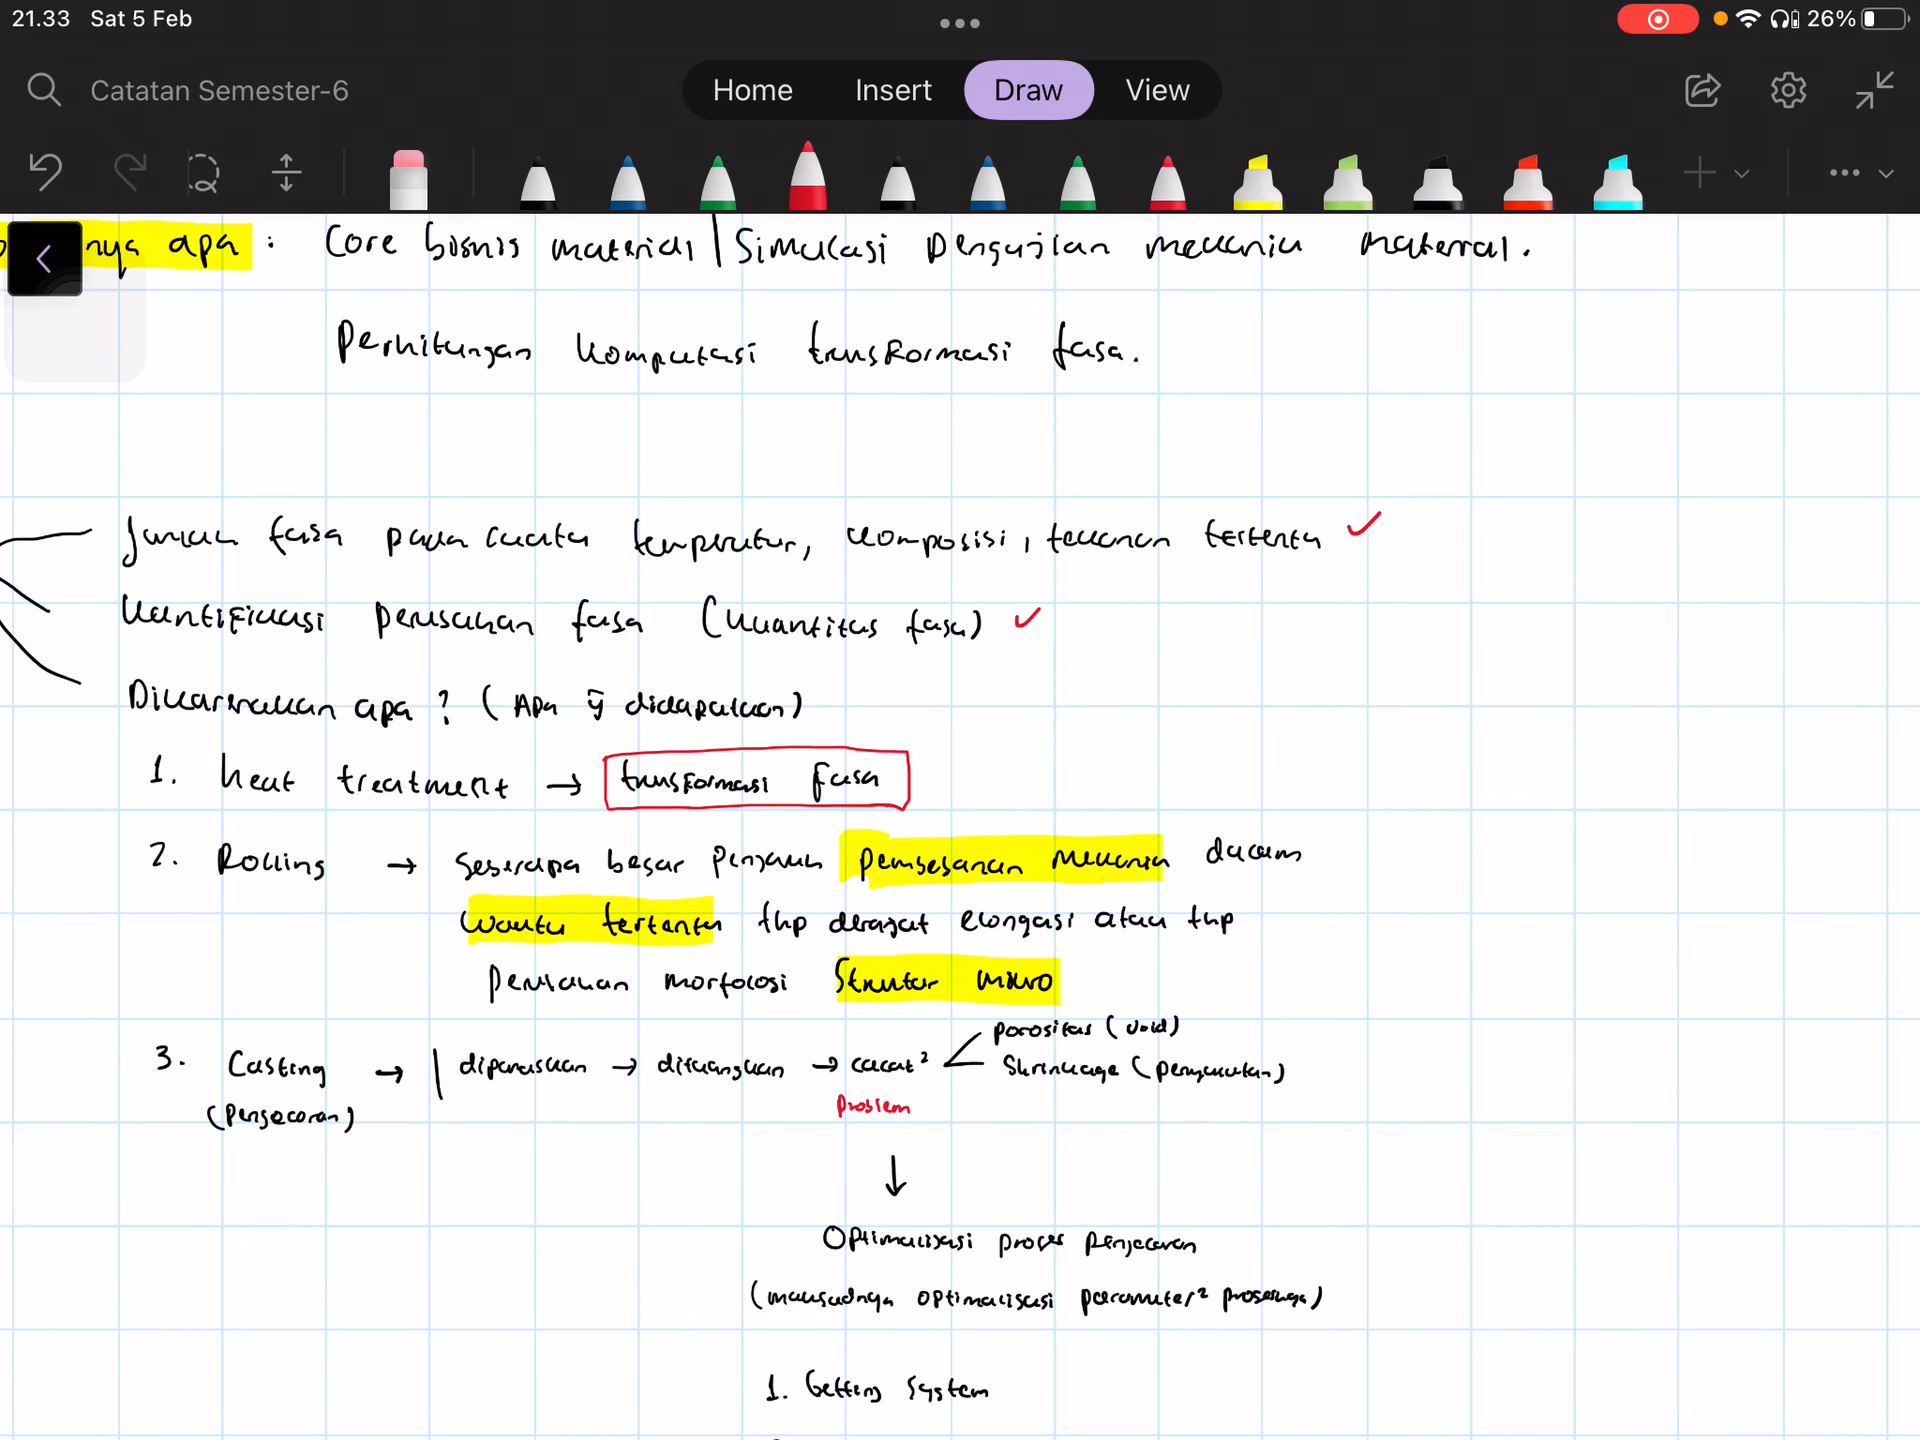 21.33 Sat 5 Feb
26%
Catatan Semester-6
Home Insert Draw View
nya apa : Core bisnis material | Simulasi Pengujian mekanik material.
Perhitungan komputasi transformasi fasa.
Jumlah fasa pada suatu temperatur, komposisi, tekanan tertentu ✓
Kuantifikasi perubahan fasa (kuantitas fasa) ✓
Dikarenakan apa? (Apa yg didapatkan)
1. heat treatment → transformasi fasa
2. Rolling → Seberapa besar pengaruh pembebanan mekanik dalam
waktu tertentu thp derajat elongasi atau thp
perubahan morfologi Struktur mikro
3. Casting → | dipanaskan → dituangkan → cacat² porositas (void)
Shrinkage (penyusutan)
(Pengecoran)
problem
↓
Optimalisasi proses pengecoran
(maksudnya optimalisasi parameter² prosesnya)
1. Getting System